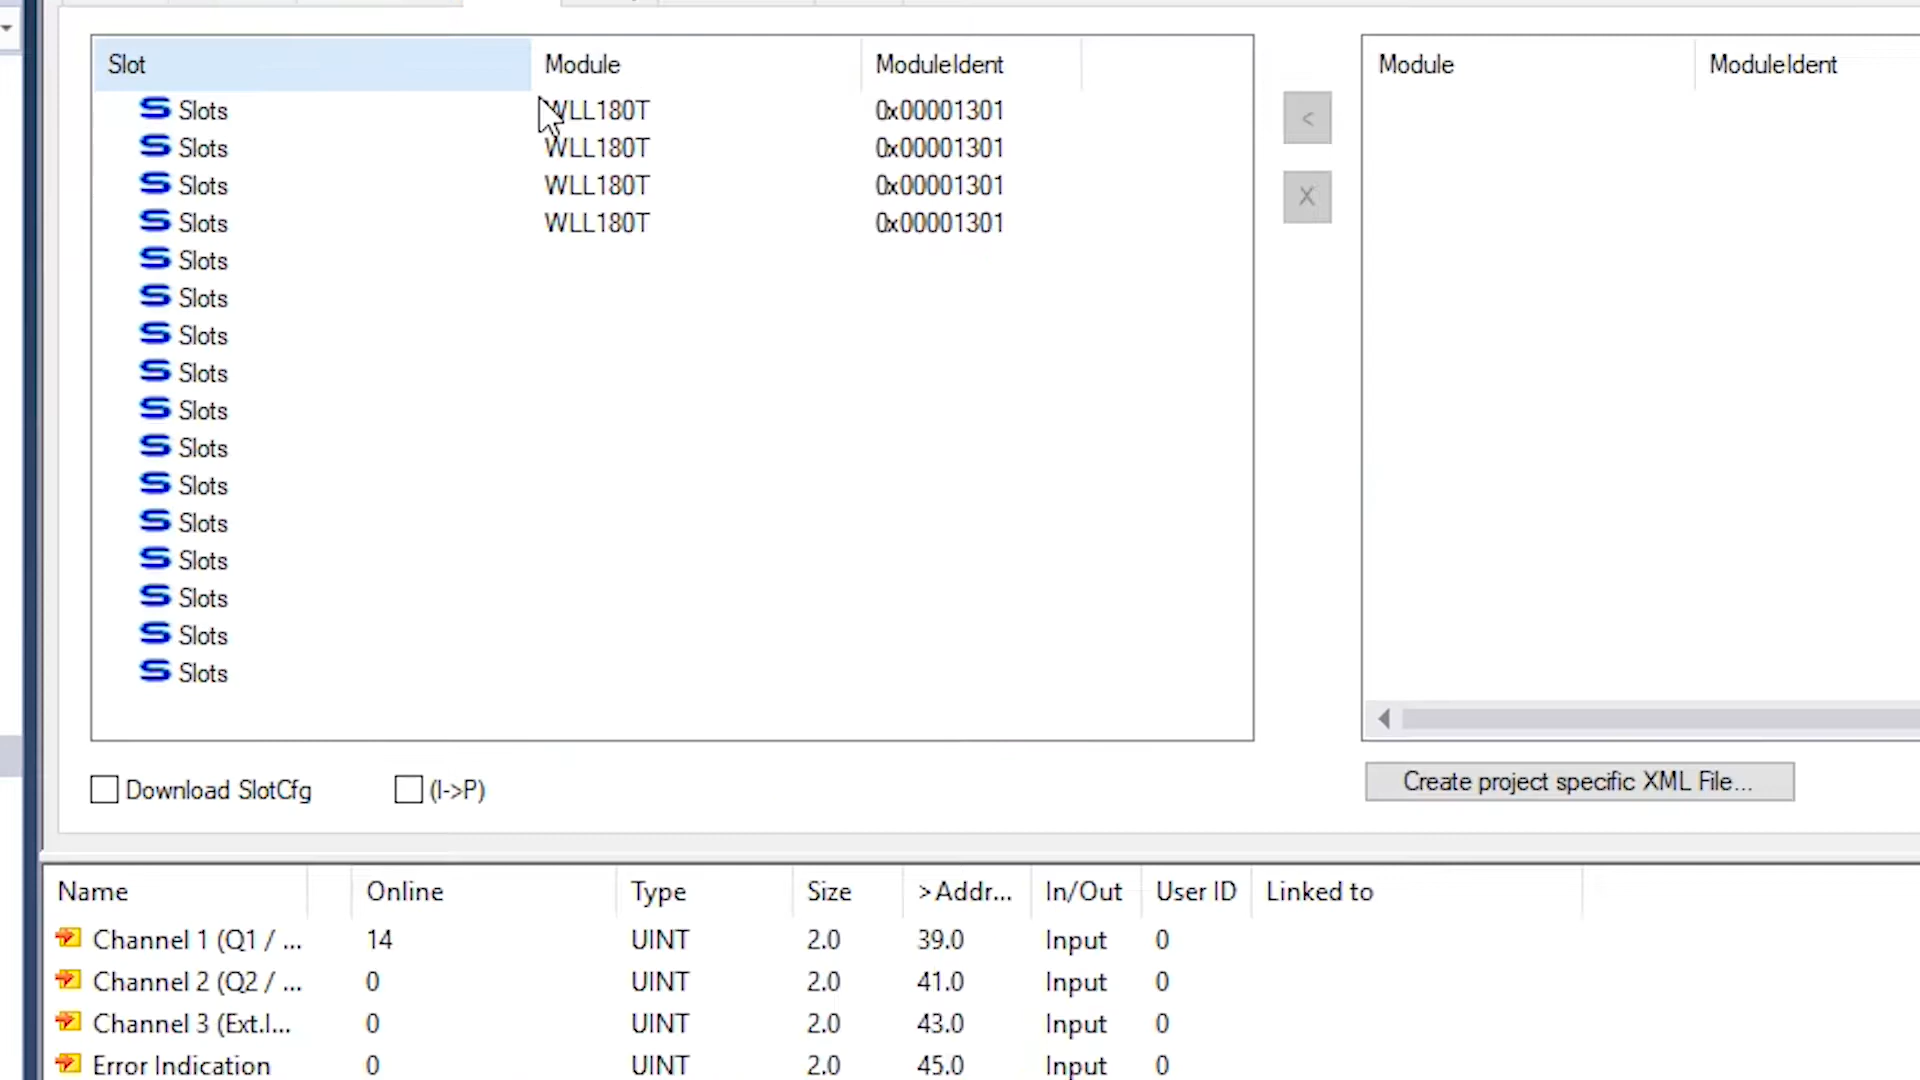 Slot Module ModuleIdent
Slots WLL180T 0x00001301
Slots WLL180T 0x00001301
Slots WLL180T 0x00001301
Slots WLL180T 0x00001301
Slots
Slots
Slots
Slots
Slots
Slots
Slots
Slots
Slots
Slots
Slots
Slots
<
X
Module ModuleIdent
Download SlotCfg (I->P)
Create project specific XML File...
Name Online Type Size >Addr... In/Out User ID Linked to
Channel 1 (Q1 / ... 14 UINT 2.0 39.0 Input 0
Channel 2 (Q2 / ... 0 UINT 2.0 41.0 Input 0
Channel 3 (Ext.I... 0 UINT 2.0 43.0 Input 0
Error Indication 0 UINT 2.0 45.0 Input 0